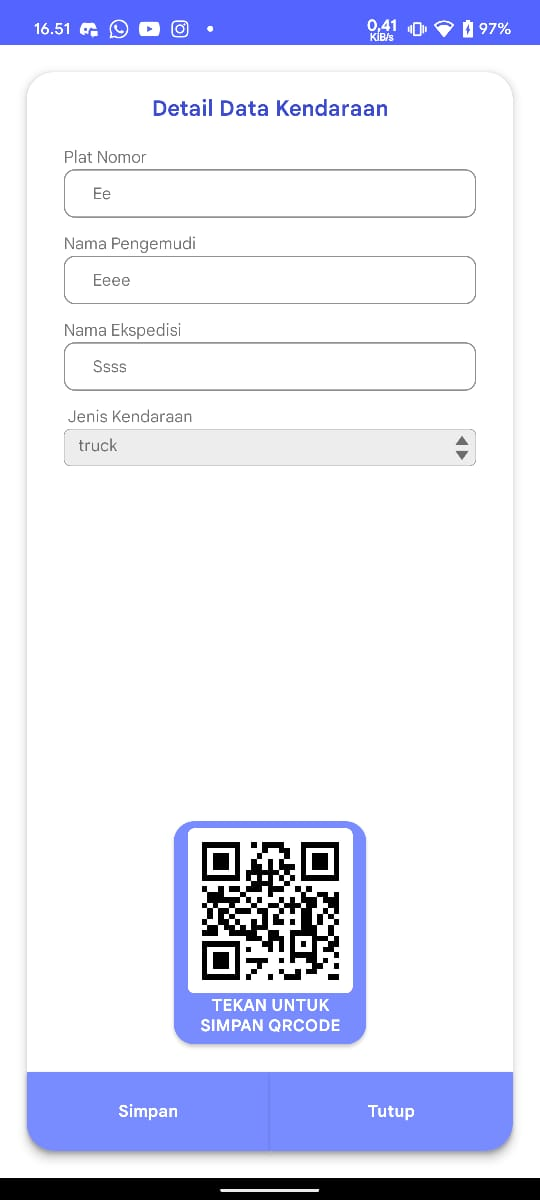 16.51
0,41
KiB/s
97%
Detail Data Kendaraan
Plat Nomor
Ee
Nama Pengemudi
Eeee
Nama Ekspedisi
Ssss
Jenis Kendaraan
truck
TEKAN UNTUK
SIMPAN QRCODE
Simpan
Tutup